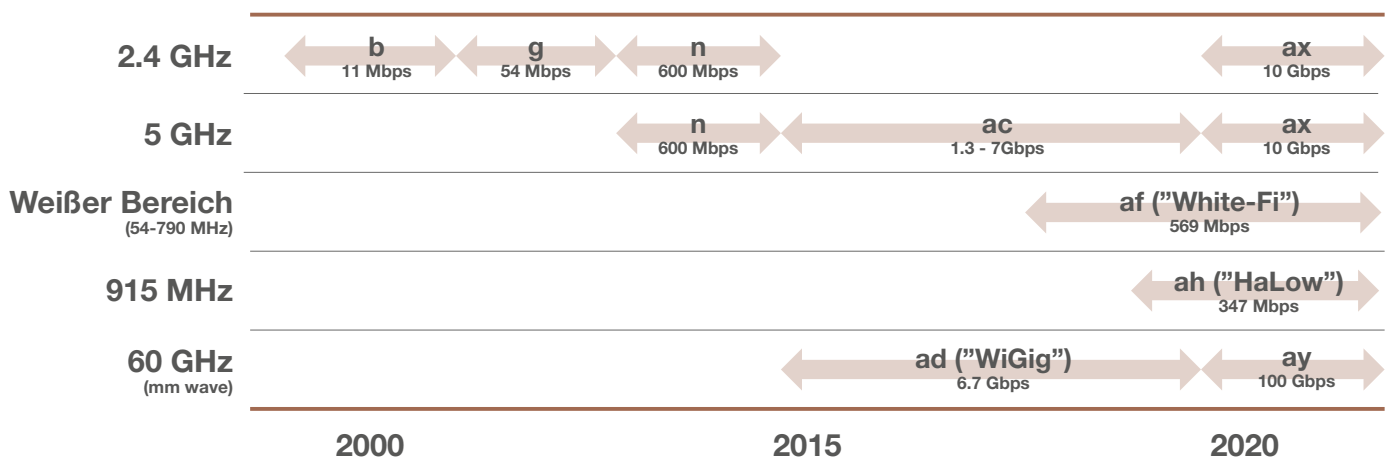 2.4 GHz
b
11 Mbps
g
54 Mbps
n
600 Mbps
ax
10 Gbps
5 GHz
n
600 Mbps
ac
1.3 - 7Gbps
ax
10 Gbps
Weißer Bereich
(54-790 MHz)
af (”White-Fi”)
569 Mbps
915 MHz
ah (”HaLow”)
347 Mbps
60 GHz
(mm wave)
ad (”WiGig”)
6.7 Gbps
ay
100 Gbps
2000
2015
2020